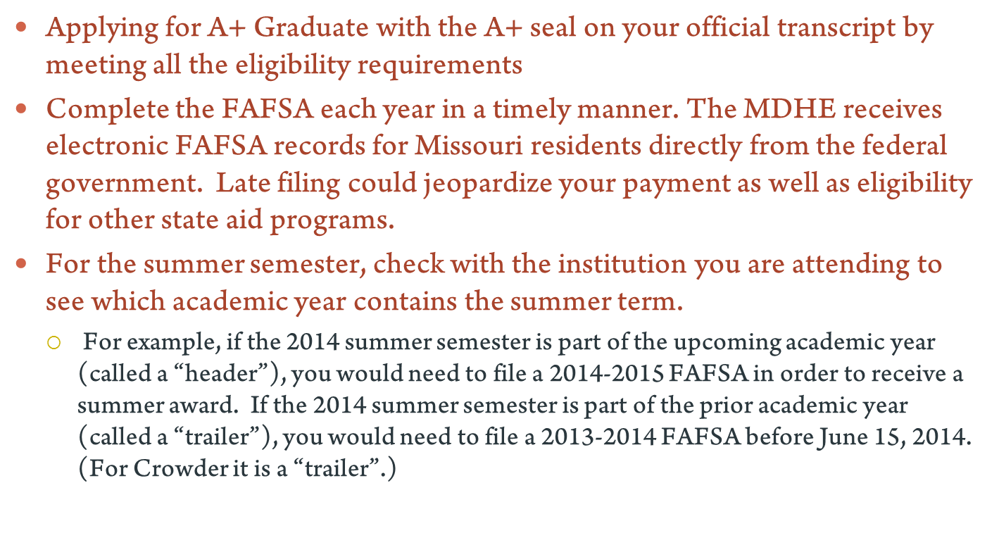 • Applying for A+ Graduate with the A+ seal on your official transcript by
meeting all the eligibility requirements
• Complete the FAFSA each year in a timely manner. The MDHE receives
electronic FAFSA records for Missouri residents directly from the federal
government.  Late filing could jeopardize your payment as well as eligibility
for other state aid programs.
• For the summer semester, check with the institution you are attending to
see which academic year contains the summer term.
○ For example, if the 2014 summer semester is part of the upcoming academic year
(called a “header”), you would need to file a 2014-2015 FAFSA in order to receive a
summer award.  If the 2014 summer semester is part of the prior academic year
(called a “trailer”), you would need to file a 2013-2014 FAFSA before June 15, 2014.
(For Crowder it is a “trailer”.)